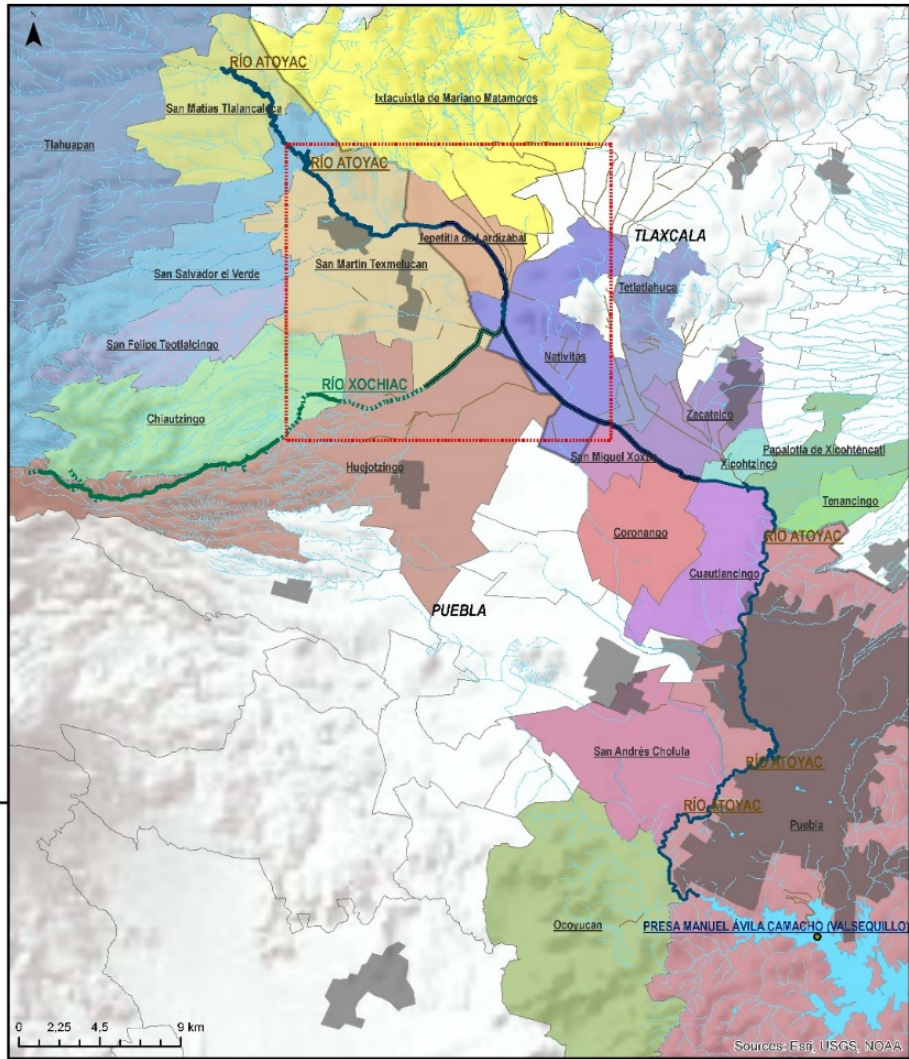 RÍO ATOYAC
Ixtacuixtla de Mariano Matamoros
San Matías Tlalancaleca
Tlahuapan
RÍO ATOYAC
TLAXCALA
Tepetitla de Lardizábal
San Martín Texmelucan
San Salvador el Verde
Tetlatlahuca
San Felipe Teotlalcingo
Nativitas
RÍO XOCHIAC
Chiautzingo
Zacatelco
Papalotla de Xicohténcatl
San Miguel Xoxtla
Xicohtzinco
Huejotzingo
Tenancingo
Coronango
RÍO ATOYAC
Cuautlancingo
PUEBLA
San Andrés Cholula
RÍO ATOYAC
RÍO ATOYAC
Puebla
Ocoyucan
PRESA MANUEL ÁVILA CAMACHO (VALSEQUILLO)
0 2,25 4,5 9 km
Sources: Esri, USGS, NOAA